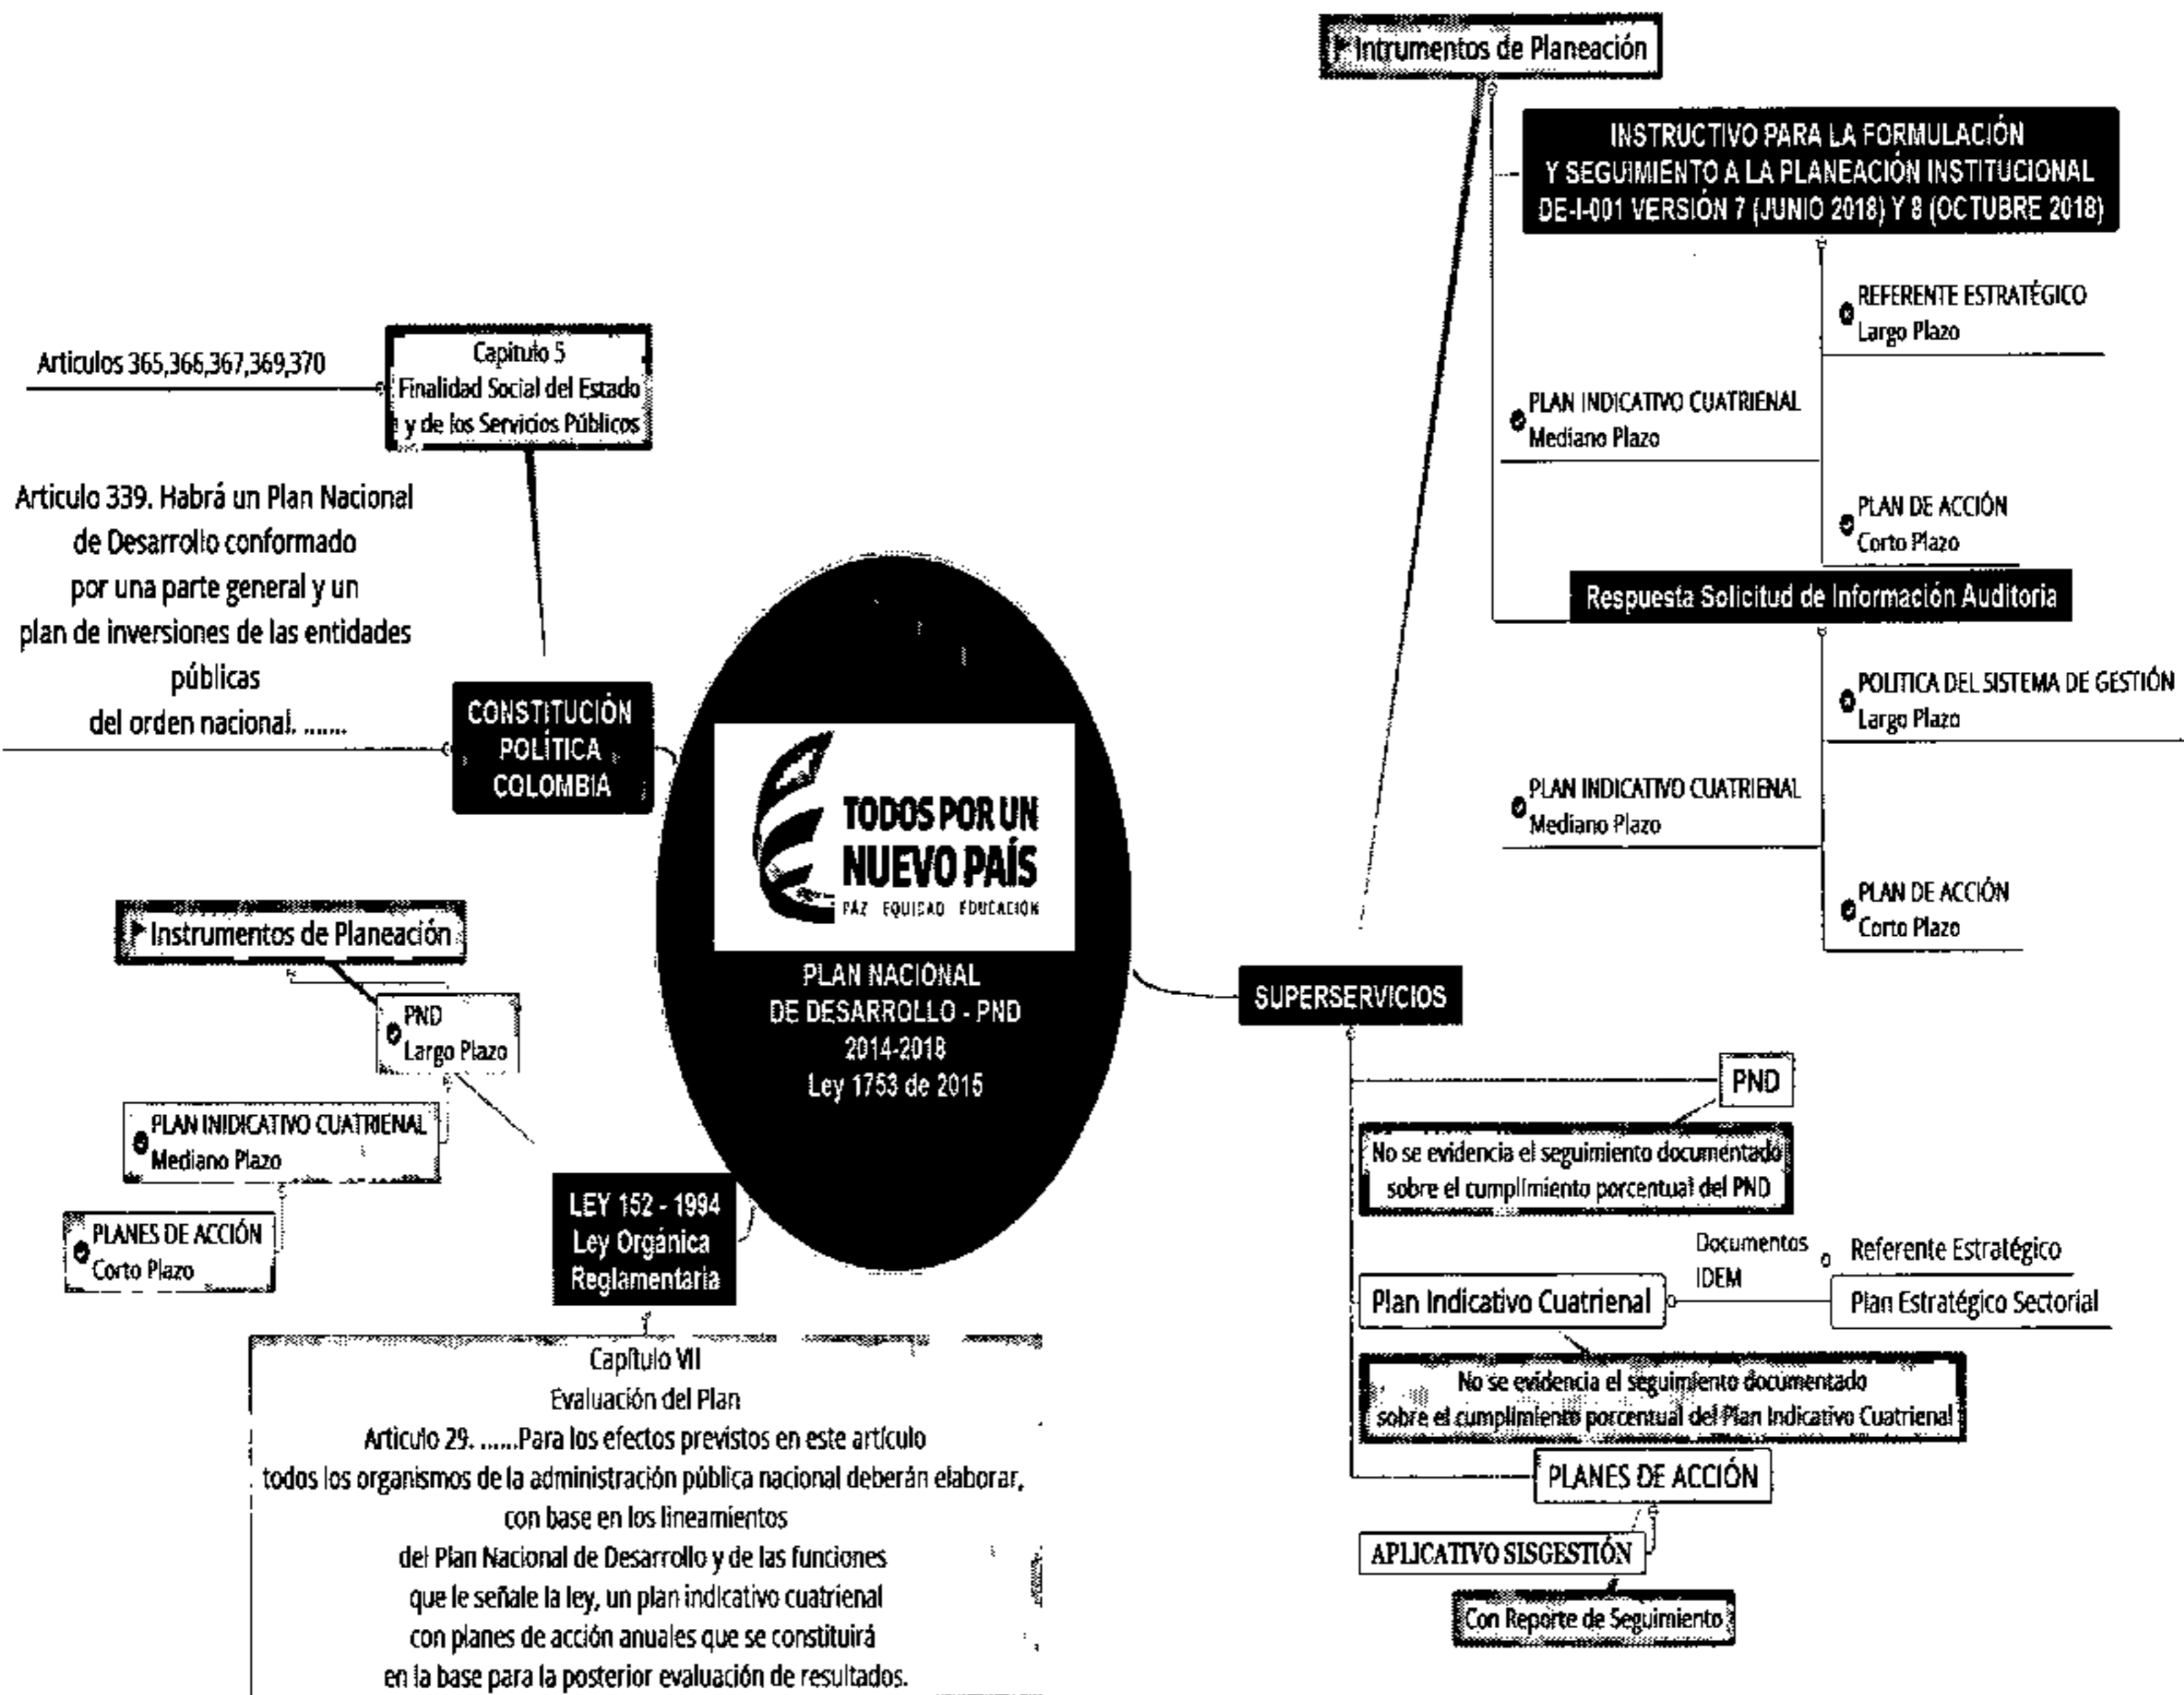 Intrumentos de Planeación
INSTRUCTIVO PARA LA FORMULACIÓN
Y SEGUIMIENTO A LA PLANEACIÓN INSTITUCIONAL
DE-I-001 VERSIÓN 7 (JUNIO 2018) Y 8 (OCTUBRE 2018)
REFERENTE ESTRATÉGICO
Largo Plazo
PLAN INDICATIVO CUATRIENAL
Mediano Plazo
PLAN DE ACCIÓN
Corto Plazo
Respuesta Solicitud de Información Auditoria
POLITICA DEL SISTEMA DE GESTIÓN
Largo Plazo
PLAN INDICATIVO CUATRIENAL
Mediano Plazo
PLAN DE ACCIÓN
Corto Plazo
Articulos 365,366,367,369,370
Capitulo 5
Finalidad Social del Estado
y de los Servicios Públicos
Articulo 339. Habrá un Plan Nacional
de Desarrollo conformado
por una parte general y un
plan de inversiones de las entidades
públicas
del orden nacional. .......
CONSTITUCIÓN
POLÍTICA
COLOMBIA
TODOS POR UN
NUEVO PAÍS
PAZ EQUIDAD EDUCACIÓN
PLAN NACIONAL
DE DESARROLLO - PND
2014-2018
Ley 1753 de 2015
Instrumentos de Planeación
PND
Largo Plazo
PLAN INIDICATIVO CUATRIENAL
Mediano Plazo
PLANES DE ACCIÓN
Corto Plazo
LEY 152 - 1994
Ley Orgánica
Reglamentaria
Capítulo VII
Evaluación del Plan
Articulo 29. ......Para los efectos previstos en este artículo
todos los organismos de la administración pública nacional deberán elaborar,
con base en los lineamientos
del Plan Nacional de Desarrollo y de las funciones
que le señale la ley, un plan indicativo cuatrienal
con planes de acción anuales que se constituirá
en la base para la posterior evaluación de resultados.
SUPERSERVICIOS
PND
No se evidencia el seguimiento documentado
sobre el cumplimiento porcentual del PND
Plan Indicativo Cuatrienal
Documentos
IDEM
Referente Estratégico
Plan Estratégico Sectorial
No se evidencia el seguimiento documentado
sobre el cumplimiento porcentual del Plan Indicativo Cuatrienal
PLANES DE ACCIÓN
APLICATIVO SISGESTIÓN
Con Reporte de Seguimiento